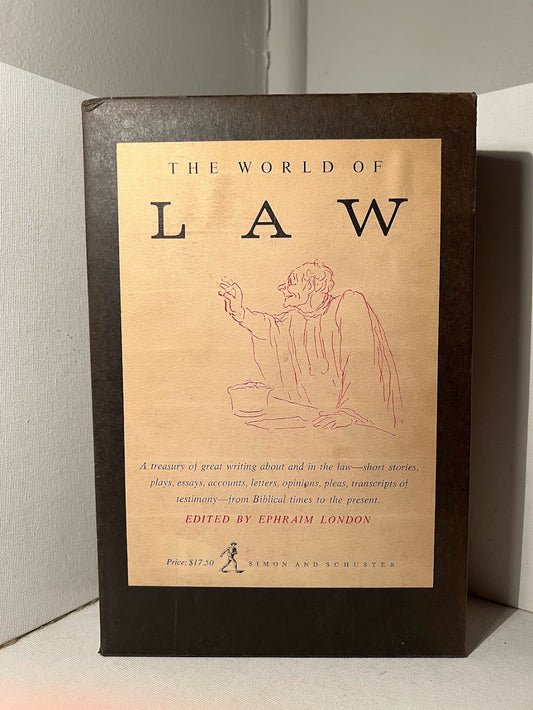 THE WORLD OF
LAW
A treasury of great writing about and in the law—short stories,
plays, essays, accounts, letters, opinions, pleas, transcripts of
testimony—from Biblical times to the present.
EDITED BY EPHRAIM LONDON
Price: $17.50 SIMON AND SCHUSTER